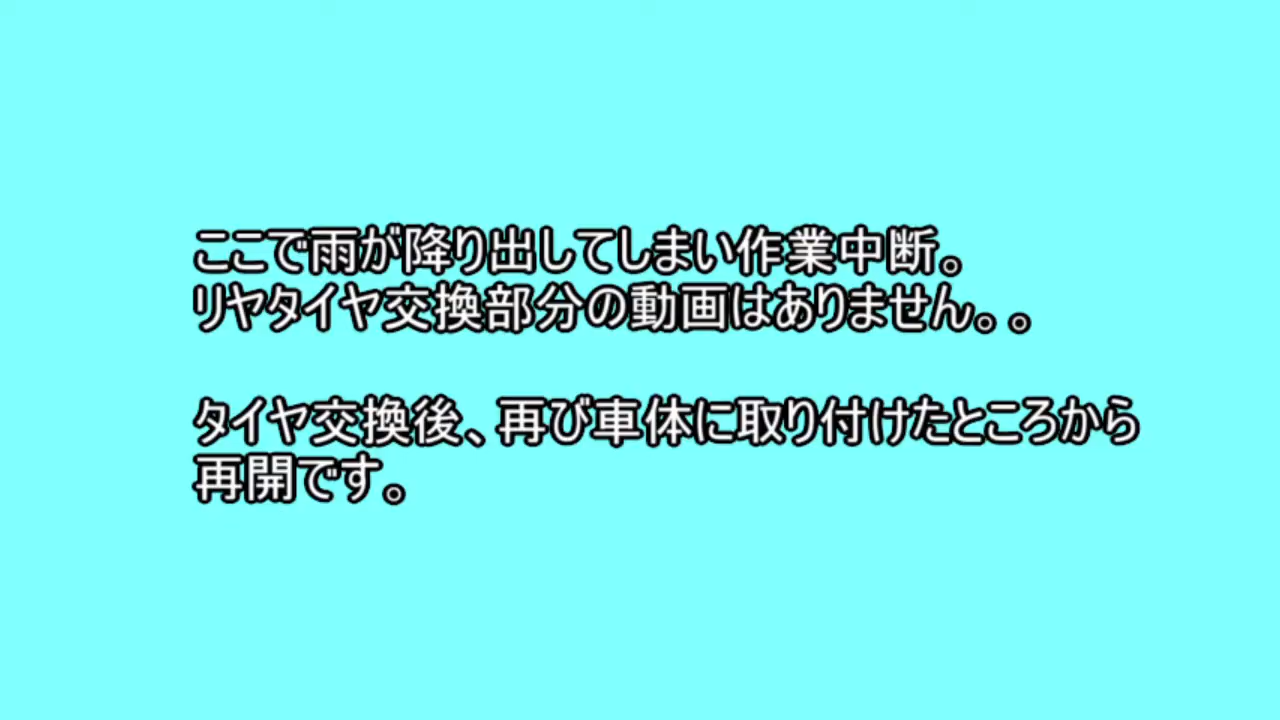 ここで雨が降り出してしまい作業中断。
リヤタイヤ交換部分の動画はありません。。
タイヤ交換後、再び車体に取り付けたところから
再開です。